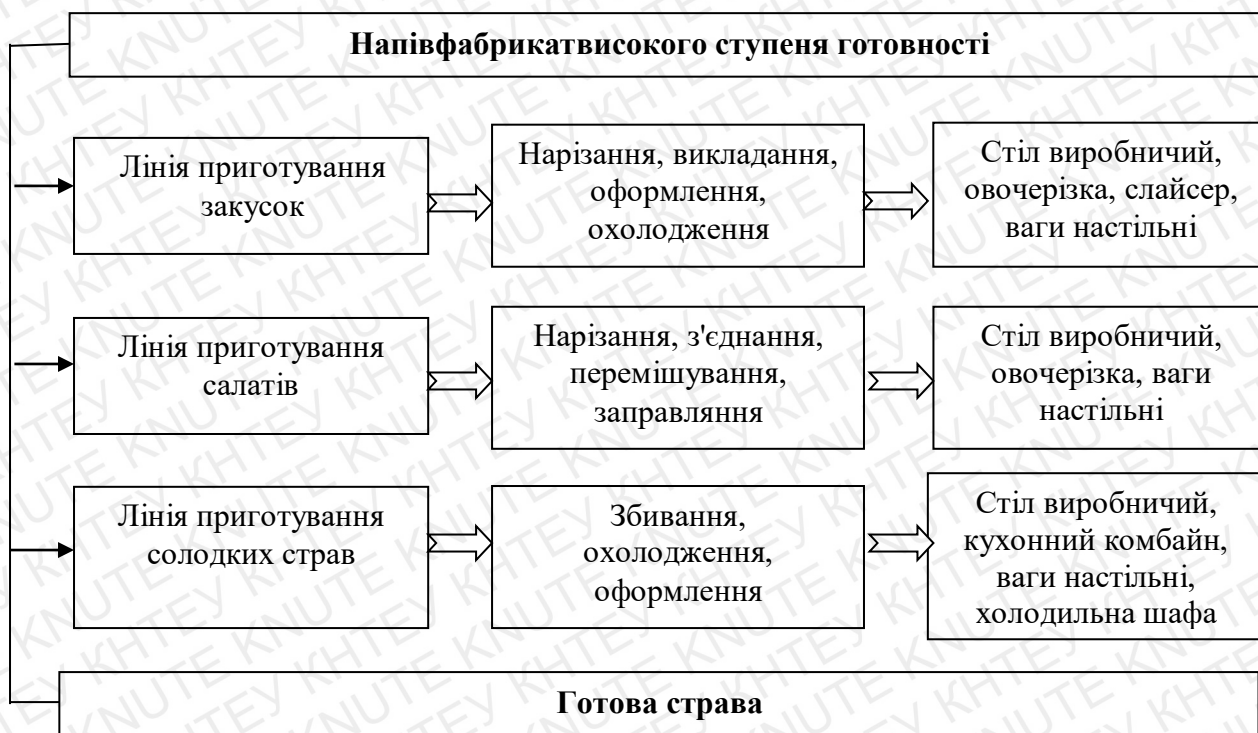 Напівфабрикатвисокого ступеня готовності
Лінія приготування
закусок
Нарізання, викладання,
оформлення,
охолодження
Стіл виробничий,
овочерізка, слайсер,
ваги настільні
Лінія приготування
салатів
Нарізання, з'єднання,
перемішування,
заправляння
Стіл виробничий,
овочерізка, ваги
настільні
Лінія приготування
солодких страв
Збивання,
охолодження,
оформлення
Стіл виробничий,
кухонний комбайн,
ваги настільні,
холодильна шафа
Готова страва